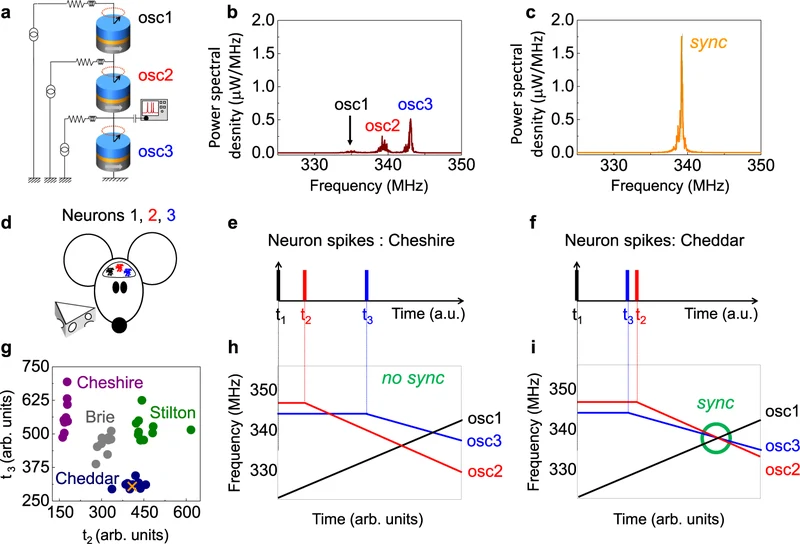 a
osc1
osc2
osc3
b
Power spectral
desnity (µW/MHz)
2.0
1.5
1.0
0.5
0.0
osc1
osc2
osc3
330
340
350
Frequency (MHz)
c
Power spectral
desnity (µW/MHz)
2.0
1.5
1.0
0.5
0.0
sync
330
340
350
Frequency (MHz)
d
Neurons 1, 2, 3
e
Neuron spikes : Cheshire
t1
t2
t3
Time (a.u.)
f
Neuron spikes: Cheddar
t1
t3
t2
Time (a.u.)
g
t3 (arb. units)
750
625
500
375
250
Cheshire
Stilton
Brie
Cheddar
150
300
450
600
t2 (arb. units)
h
Frequency (MHz)
350
340
330
no sync
osc1
osc3
osc2
Time (arb. units)
i
Frequency (MHz)
350
340
330
sync
osc1
osc3
osc2
Time (arb. units)